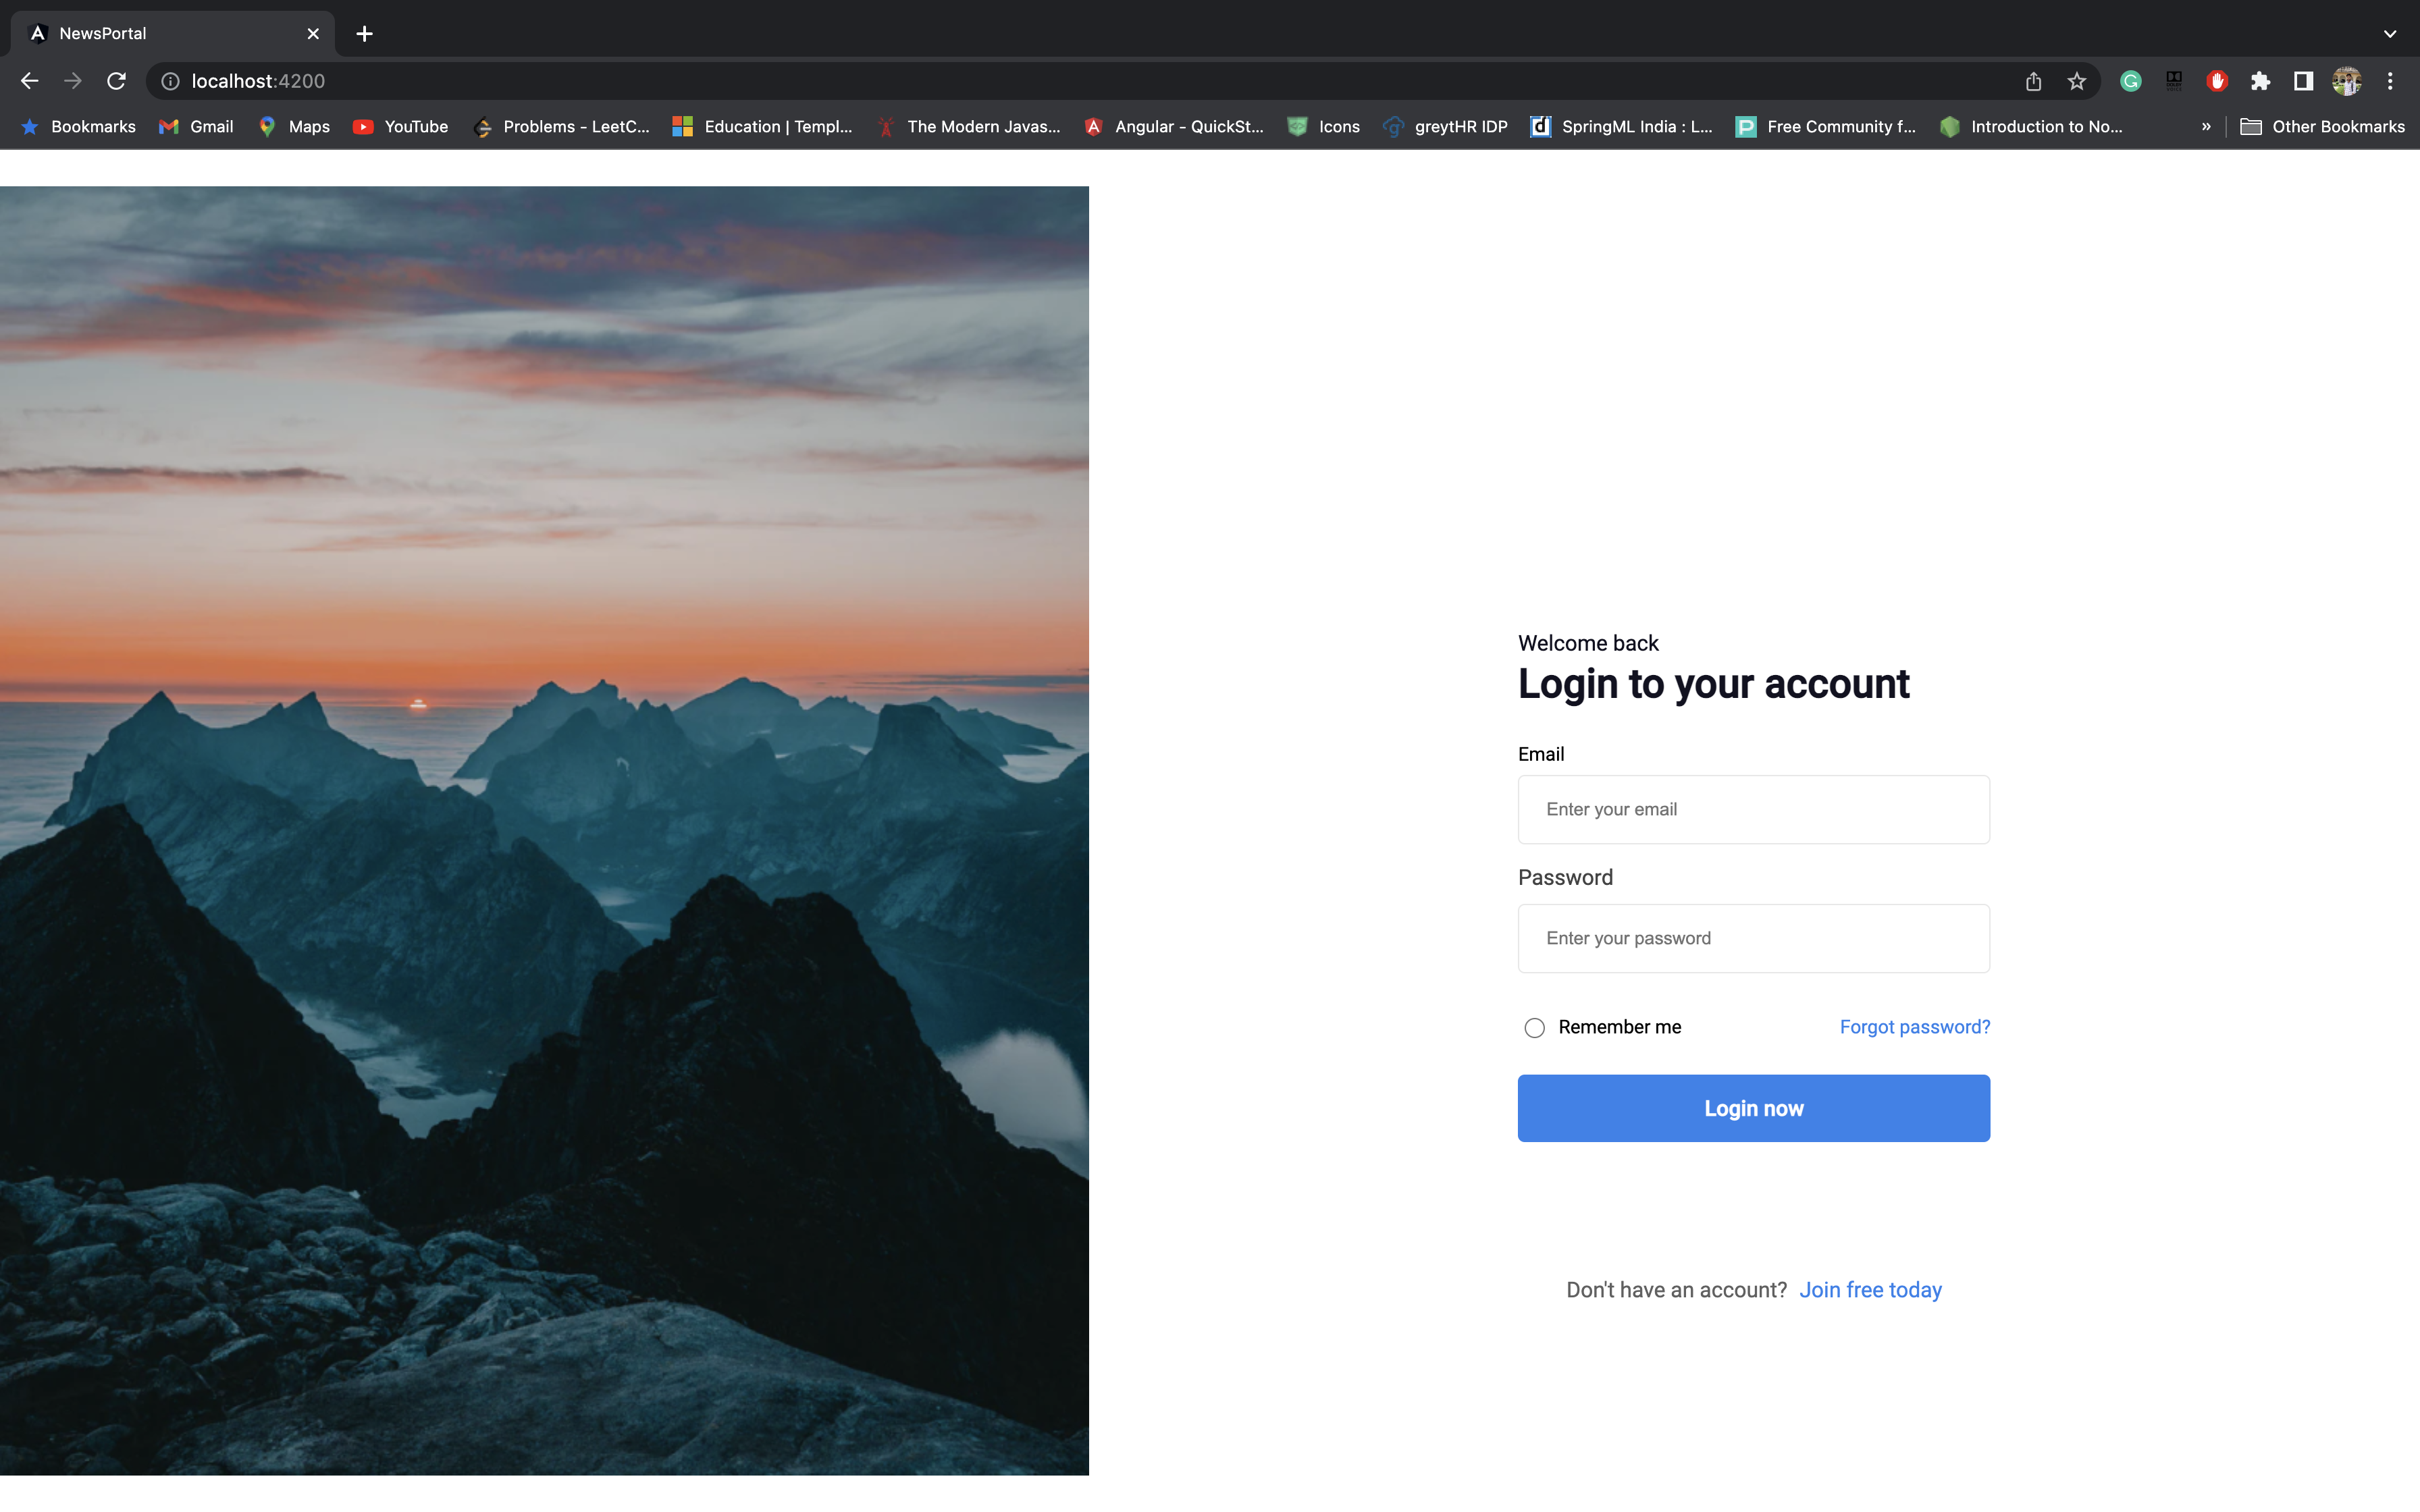 NewsPortal
localhost:4200
Bookmarks Gmail Maps YouTube Problems - LeetC... Education | Templ... The Modern Javas... Angular - QuickSt... Icons greytHR IDP SpringML India : L... Free Community f... Introduction to No... » Other Bookmarks
Welcome back
Login to your account
Email
Enter your email
Password
Enter your password
Remember me Forgot password?
Login now
Don't have an account? Join free today